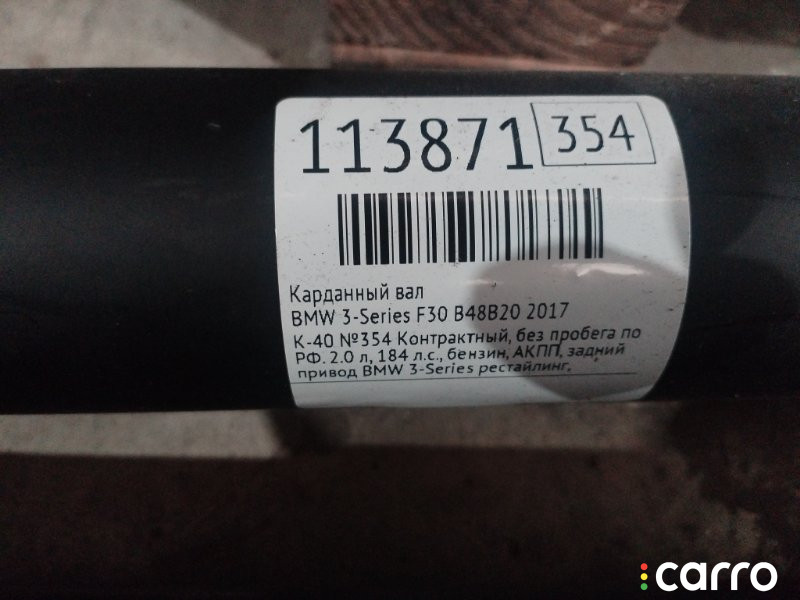 113871 354
Карданный вал
BMW 3-Series F30 B48B20 2017
К-40 №354 Контрактный, без пробега по
РФ. 2.0 л, 184 л.с., бензин, АКПП, задний
привод BMW 3-Series рестайлинг,
carro